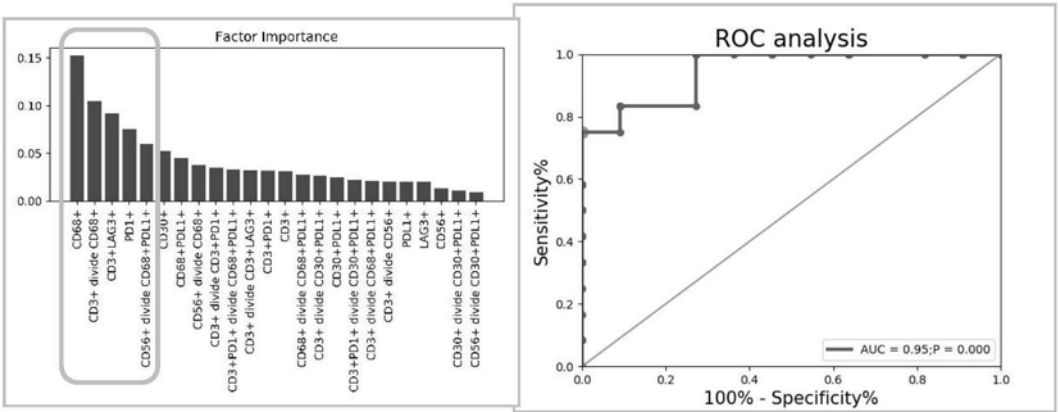 Factor Importance
0.15
0.10
0.05
0.00
CD68+
CD3+ divide CD68+
CD3+LAG3+
PD1+
CD56+ divide CD68+PDL1+
CD30+
CD68+PDL1+
CD56+ divide CD68+
CD3+ divide CD3+PD1+
CD3+PD1+ divide CD68+PDL1+
CD3+ divide CD3+LAG3+
CD3+PD1+
CD3+
CD68+ divide CD68+PDL1+
CD3+ divide CD30+PDL1+
CD30+PDL1+
CD3+PD1+ divide CD30+PDL1+
CD3+ divide CD68+PDL1+
CD3+ divide CD56+
PDL1+
LAG3+
CD56+
CD30+ divide CD30+PDL1+
CD56+ divide CD30+PDL1+
ROC analysis
Sensitivity%
1.0
0.8
0.6
0.4
0.2
0.0
AUC = 0.95;P = 0.000
0.0 0.2 0.4 0.6 0.8 1.0
100% - Specificity%